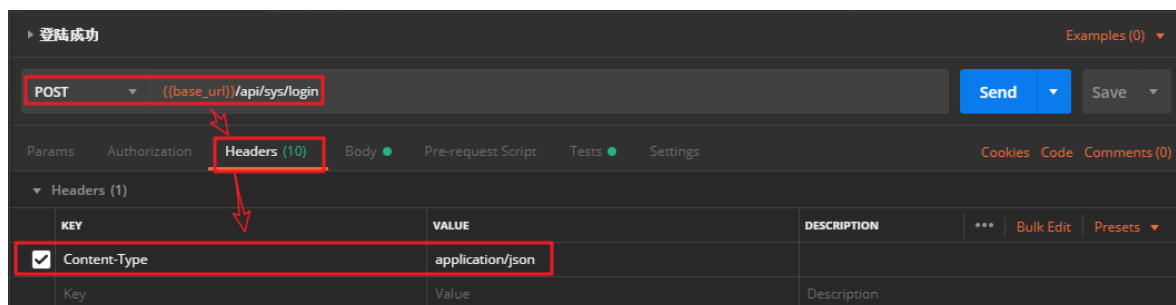 登陆成功 Examples (0)
POST {{base_url}}/api/sys/login Send Save
Params Authorization Headers (10) Body Pre-request Script Tests Settings Cookies Code Comments (0)
Headers (1)
KEY VALUE DESCRIPTION ••• Bulk Edit Presets
Content-Type application/json
Key Value Description